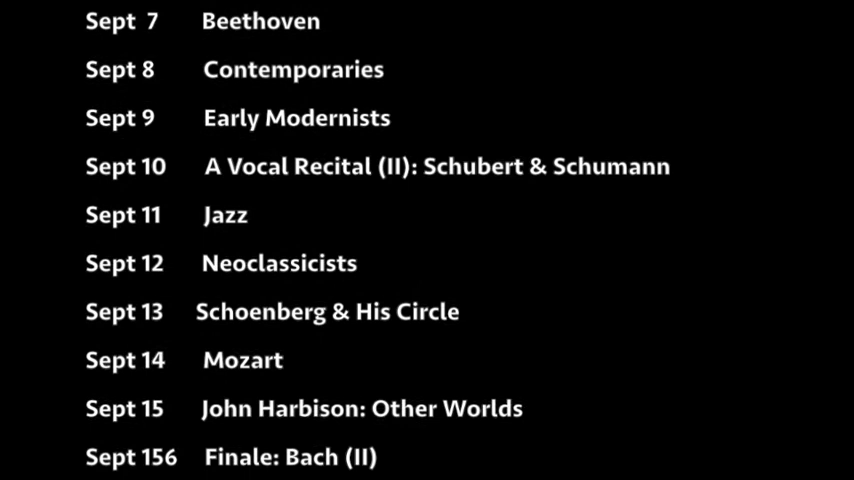 Sept 7 Beethoven
Sept 8 Contemporaries
Sept 9 Early Modernists
Sept 10 A Vocal Recital (II): Schubert & Schumann
Sept 11 Jazz
Sept 12 Neoclassicists
Sept 13 Schoenberg & His Circle
Sept 14 Mozart
Sept 15 John Harbison: Other Worlds
Sept 156 Finale: Bach (II)